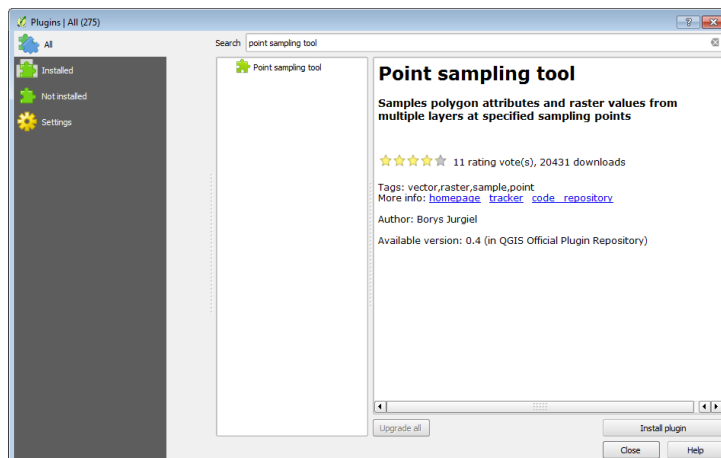 Plugins | All (275)
All
Installed
Not installed
Settings
Search point sampling tool
Point sampling tool
Point sampling tool
Samples polygon attributes and raster values from
multiple layers at specified sampling points
11 rating vote(s), 20431 downloads
Tags: vector,raster,sample,point
More info: homepage tracker code repository
Author: Borys Jurgiel
Available version: 0.4 (in QGIS Official Plugin Repository)
Upgrade all
Install plugin
Close
Help